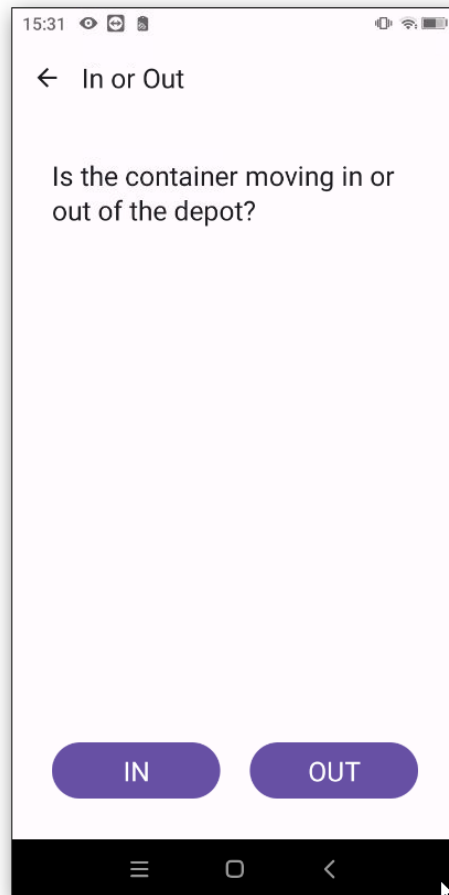 15:31
In or Out
Is the container moving in or
out of the depot?
IN
OUT